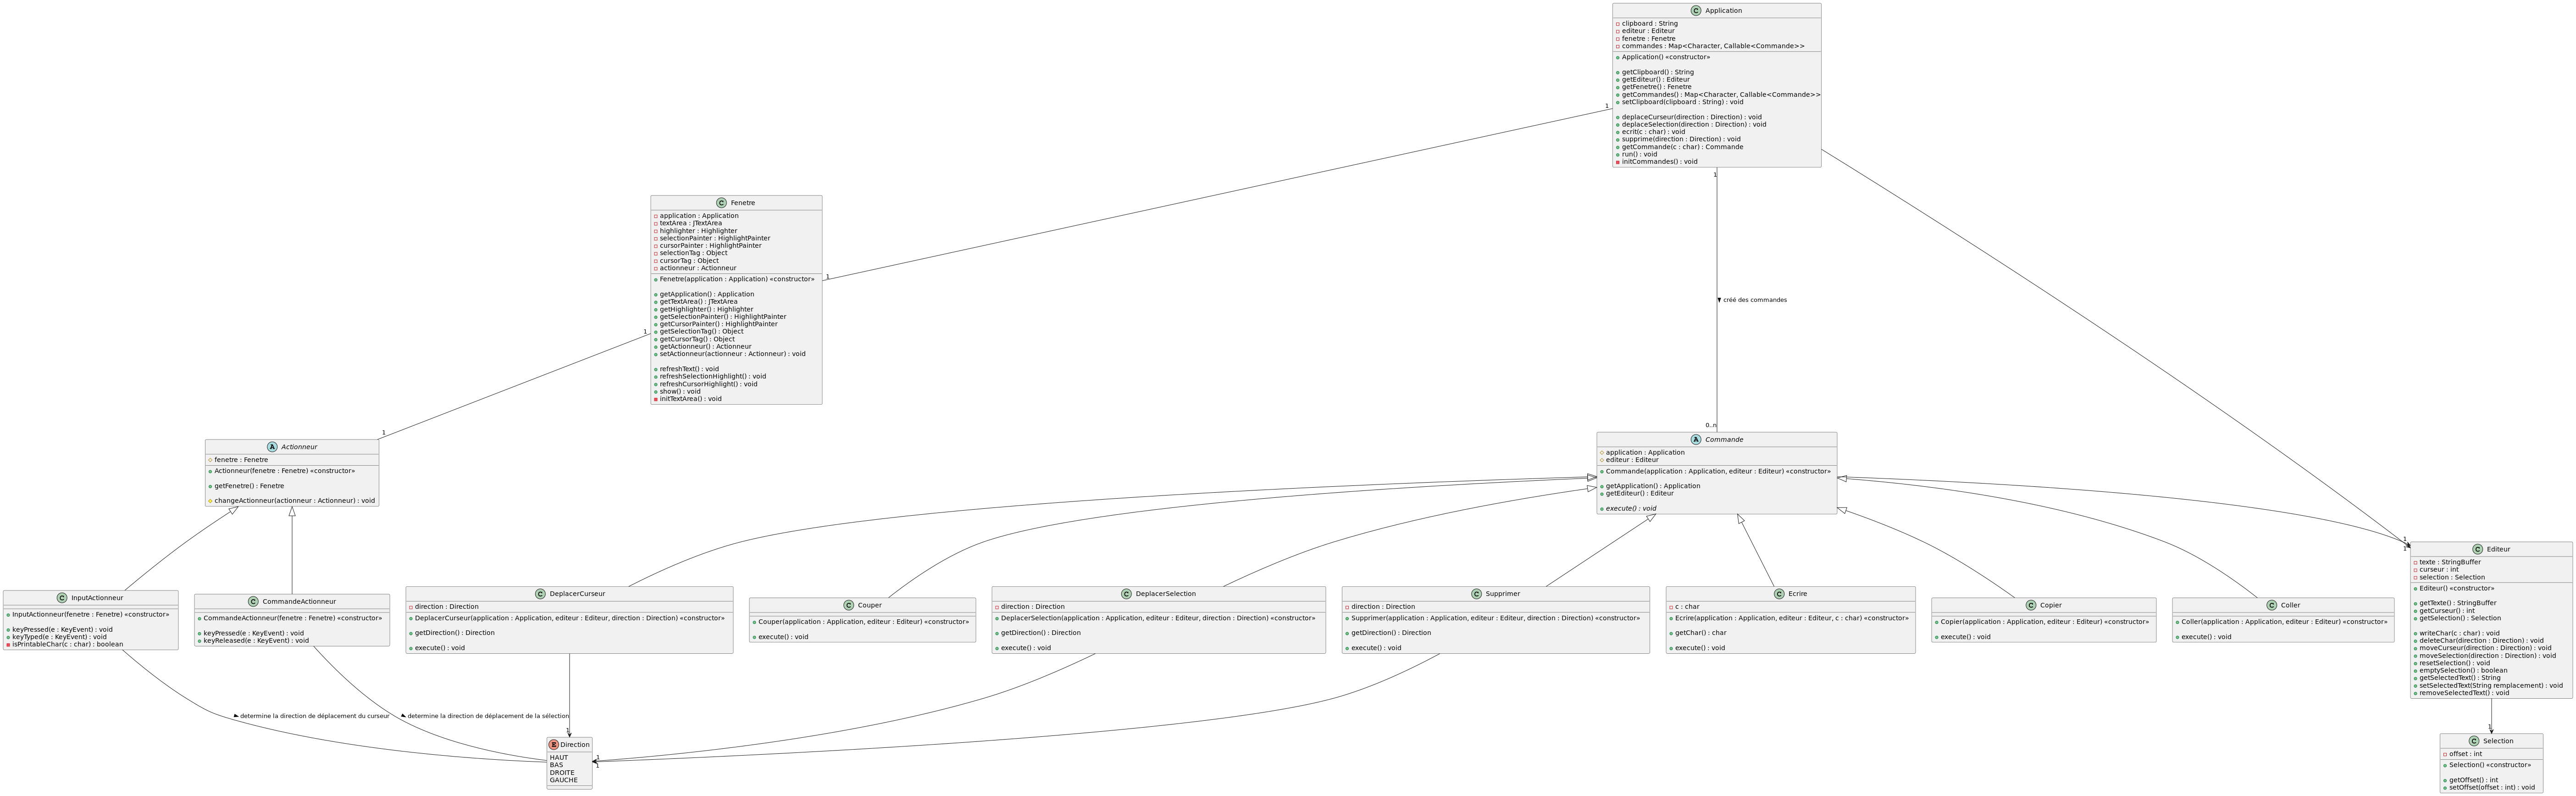 Application
clipboard : String
editeur : Editeur
fenetre : Fenetre
commandes : Map<Character, Callable<Commande>>
Application() «constructor»
getClipboard() : String
getEditeur() : Editeur
getFenetre() : Fenetre
getCommandes() : Map<Character, Callable<Commande>>
setClipboard(clipboard : String) : void
deplaceCurseur(direction : Direction) : void
deplaceSelection(direction : Direction) : void
ecrit(c : char) : void
supprime(direction : Direction) : void
getCommande(c : char) : Commande
run() : void
initCommandes() : void
1
1
Fenetre
application : Application
textArea : JTextArea
highlighter : Highlighter
selectionPainter : HighlightPainter
cursorPainter : HighlightPainter
selectionTag : Object
cursorTag : Object
actionneur : Actionneur
Fenetre(application : Application) «constructor»
getApplication() : Application
getTextArea() : JTextArea
getHighlighter() : Highlighter
getSelectionPainter() : HighlightPainter
getCursorPainter() : HighlightPainter
getSelectionTag() : Object
getCursorTag() : Object
getActionneur() : Actionneur
setActionneur(actionneur : Actionneur) : void
refreshText() : void
refreshSelectionHighlight() : void
refreshCursorHighlight() : void
show() : void
initTextArea() : void
1
créé des commandes
1
1
0..n
Actionneur
fenetre : Fenetre
Actionneur(fenetre : Fenetre) «constructor»
getFenetre() : Fenetre
changeActionneur(actionneur : Actionneur) : void
Commande
application : Application
editeur : Editeur
Commande(application : Application, editeur : Editeur) «constructor»
getApplication() : Application
getEditeur() : Editeur
execute() : void
InputActionneur
InputActionneur(fenetre : Fenetre) «constructor»
keyPressed(e : KeyEvent) : void
keyTyped(e : KeyEvent) : void
isPrintableChar(c : char) : boolean
CommandeActionneur
CommandeActionneur(fenetre : Fenetre) «constructor»
keyPressed(e : KeyEvent) : void
keyReleased(e : KeyEvent) : void
DeplacerCurseur
direction : Direction
DeplacerCurseur(application : Application, editeur : Editeur, direction : Direction) «constructor»
getDirection() : Direction
execute() : void
Couper
Couper(application : Application, editeur : Editeur) «constructor»
execute() : void
DeplacerSelection
direction : Direction
DeplacerSelection(application : Application, editeur : Editeur, direction : Direction) «constructor»
getDirection() : Direction
execute() : void
Supprimer
direction : Direction
Supprimer(application : Application, editeur : Editeur, direction : Direction) «constructor»
getDirection() : Direction
execute() : void
Ecrire
c : char
Ecrire(application : Application, editeur : Editeur, c : char) «constructor»
getChar() : char
execute() : void
Copier
Copier(application : Application, editeur : Editeur) «constructor»
execute() : void
Coller
Coller(application : Application, editeur : Editeur) «constructor»
execute() : void
1
1
Editeur
texte : StringBuffer
curseur : int
selection : Selection
Editeur() «constructor»
getTexte() : StringBuffer
getCurseur() : int
getSelection() : Selection
writeChar(c : char) : void
deleteChar(direction : Direction) : void
moveCurseur(direction : Direction) : void
moveSelection(direction : Direction) : void
resetSelection() : void
emptySelection() : boolean
getSelectedText() : String
setSelectedText(String remplacement) : void
removeSelectedText() : void
determine la direction de déplacement du curseur
determine la direction de déplacement de la sélection
1
1
1
1
Direction
HAUT
BAS
DROITE
GAUCHE
Selection
offset : int
Selection() «constructor»
getOffset() : int
setOffset(offset : int) : void